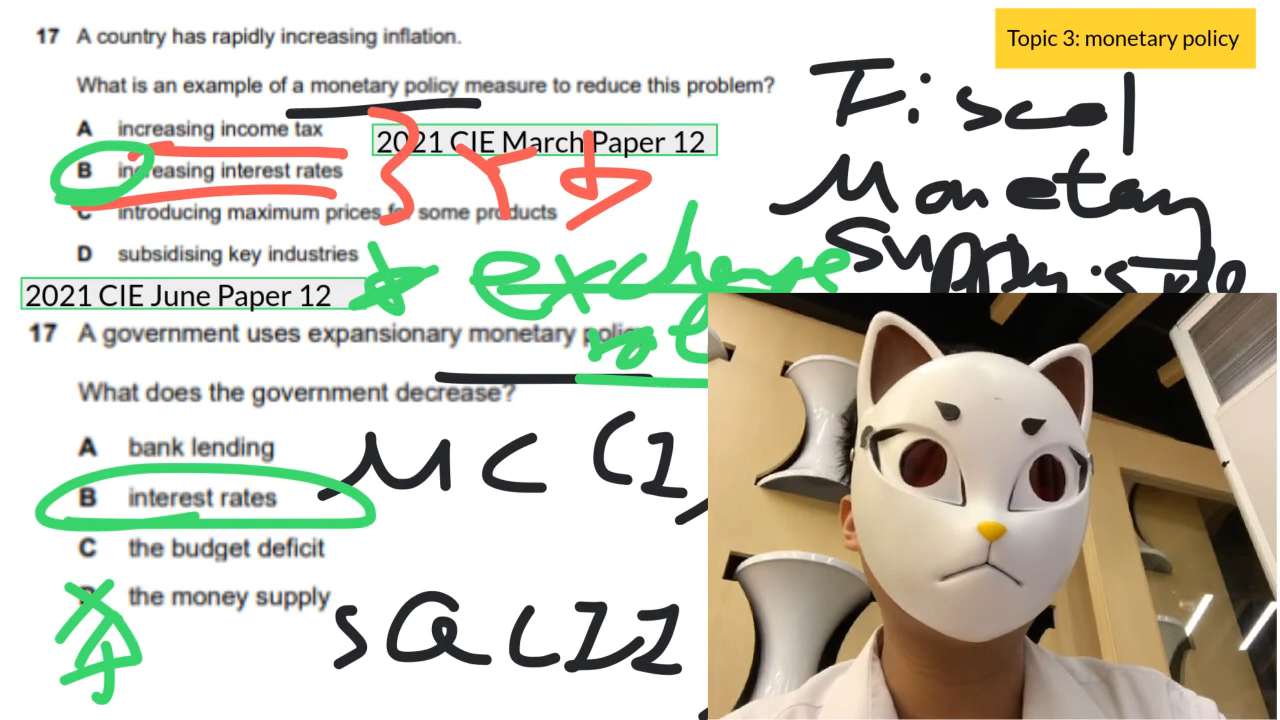 17 A country has rapidly increasing inflation.
Topic 3: monetary policy
What is an example of a monetary policy measure to reduce this problem?
Fiscal
A increasing income tax
2021 CIE March Paper 12
B increasing interest rates
Monetary
C introducing maximum prices for some products
Supply side
D subsidising key industries
exchange
2021 CIE June Paper 12
17 A government uses expansionary monetary
What does the government decrease?
A bank lending
MC
B interest rates
C the budget deficit
the money supply
SQ